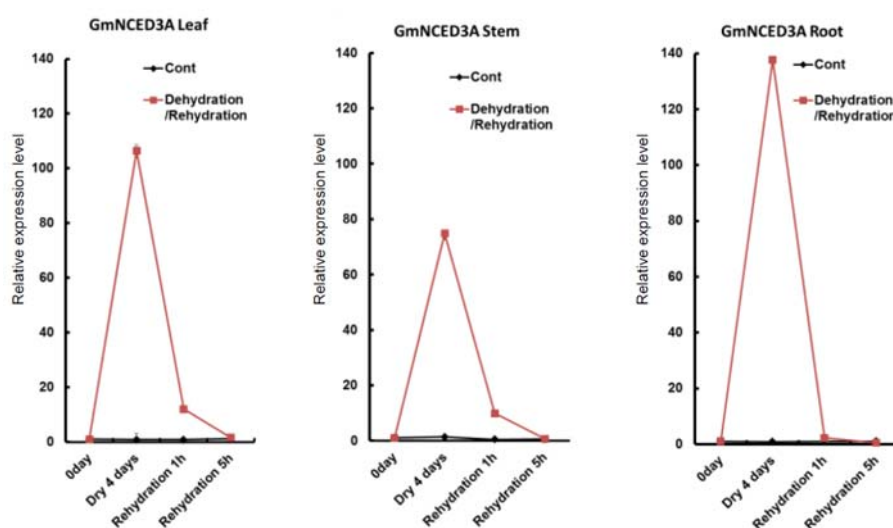 GmNCED3A Leaf
140
120
100
80
60
40
20
0
Relative expression level
Cont
Dehydration
/Rehydration
0day
Dry 4 days
Rehydration 1h
Rehydration 5h
GmNCED3A Stem
140
120
100
80
60
40
20
0
Relative expression level
Cont
Dehydration
/Rehydration
0day
Dry 4 days
Rehydration 1h
Rehydration 5h
GmNCED3A Root
140
120
100
80
60
40
20
0
Relative expression level
Cont
Dehydration
/Rehydration
0day
Dry 4 days
Rehydration 1h
Rehydration 5h